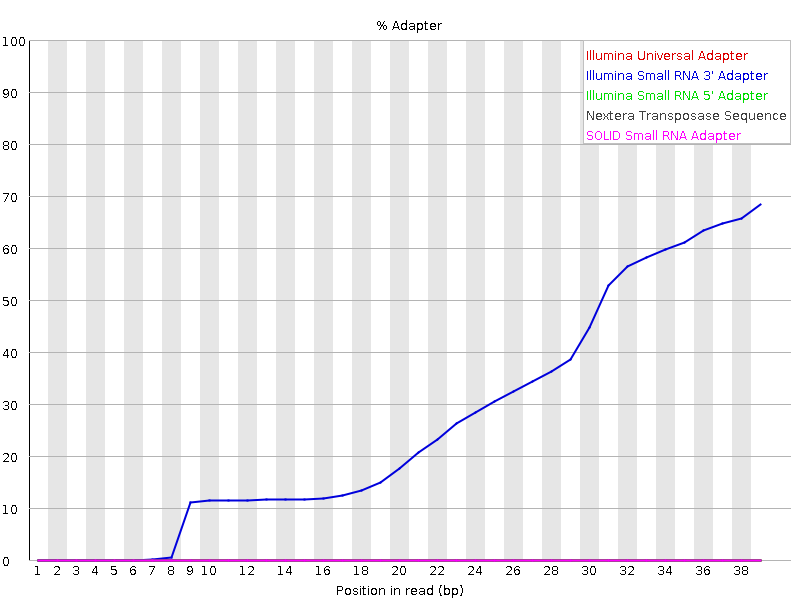 % Adapter
100
90
80
70
60
50
40
30
20
10
0
Illumina Universal Adapter
Illumina Small RNA 3' Adapter
Illumina Small RNA 5' Adapter
Nextera Transposase Sequence
SOLID Small RNA Adapter
1 2 3 4 5 6 7 8 9 10 12 14 16 18 20 22 24 26 28 30 32 34 36 38
Position in read (bp)